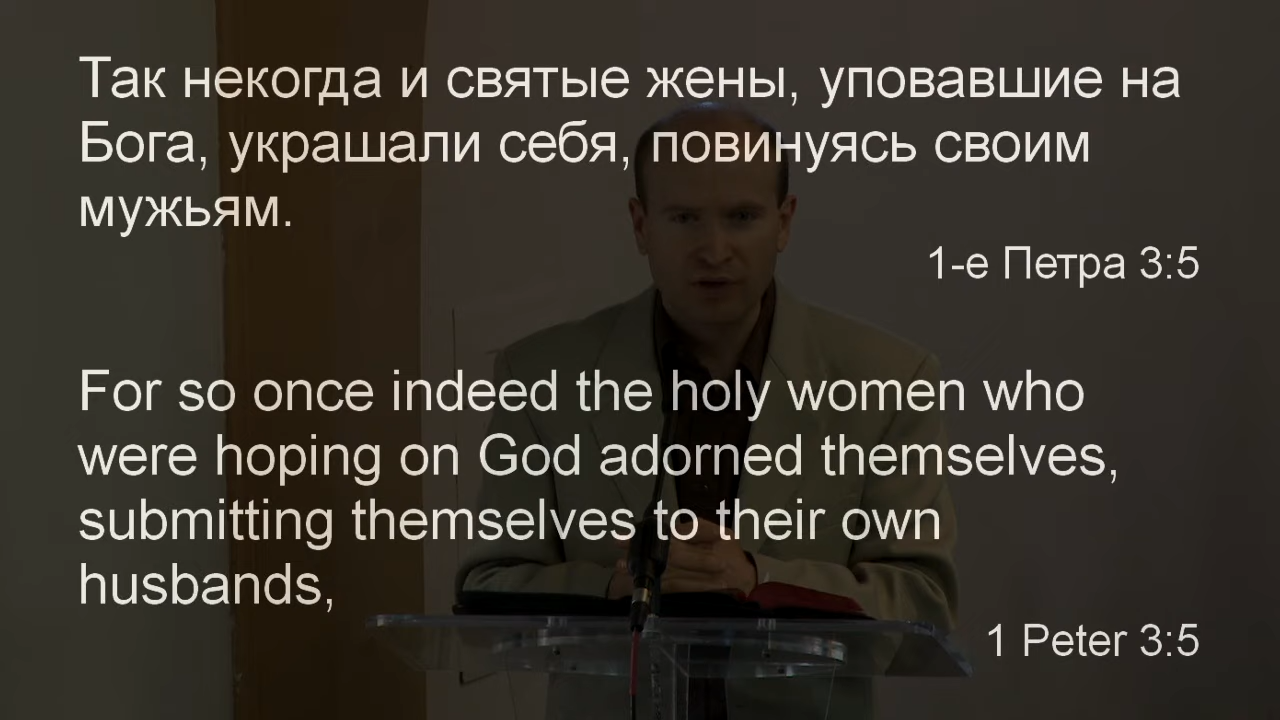 Так некогда и святые жены, уповавшие на
Бога, украшали себя, повинуясь своим
мужьям.
1-е Петра 3:5
For so once indeed the holy women who
were hoping on God adorned themselves,
submitting themselves to their own
husbands,
1 Peter 3:5